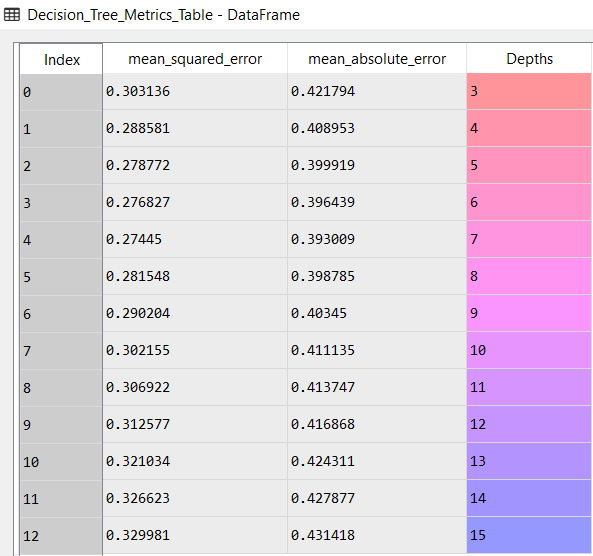 Decision_Tree_Metrics_Table - DataFrame
Index mean_squared_error mean_absolute_error Depths
0 0.303136 0.421794 3
1 0.288581 0.408953 4
2 0.278772 0.399919 5
3 0.276827 0.396439 6
4 0.27445 0.393009 7
5 0.281548 0.398785 8
6 0.290204 0.40345 9
7 0.302155 0.411135 10
8 0.306922 0.413747 11
9 0.312577 0.416868 12
10 0.321034 0.424311 13
11 0.326623 0.427877 14
12 0.329981 0.431418 15